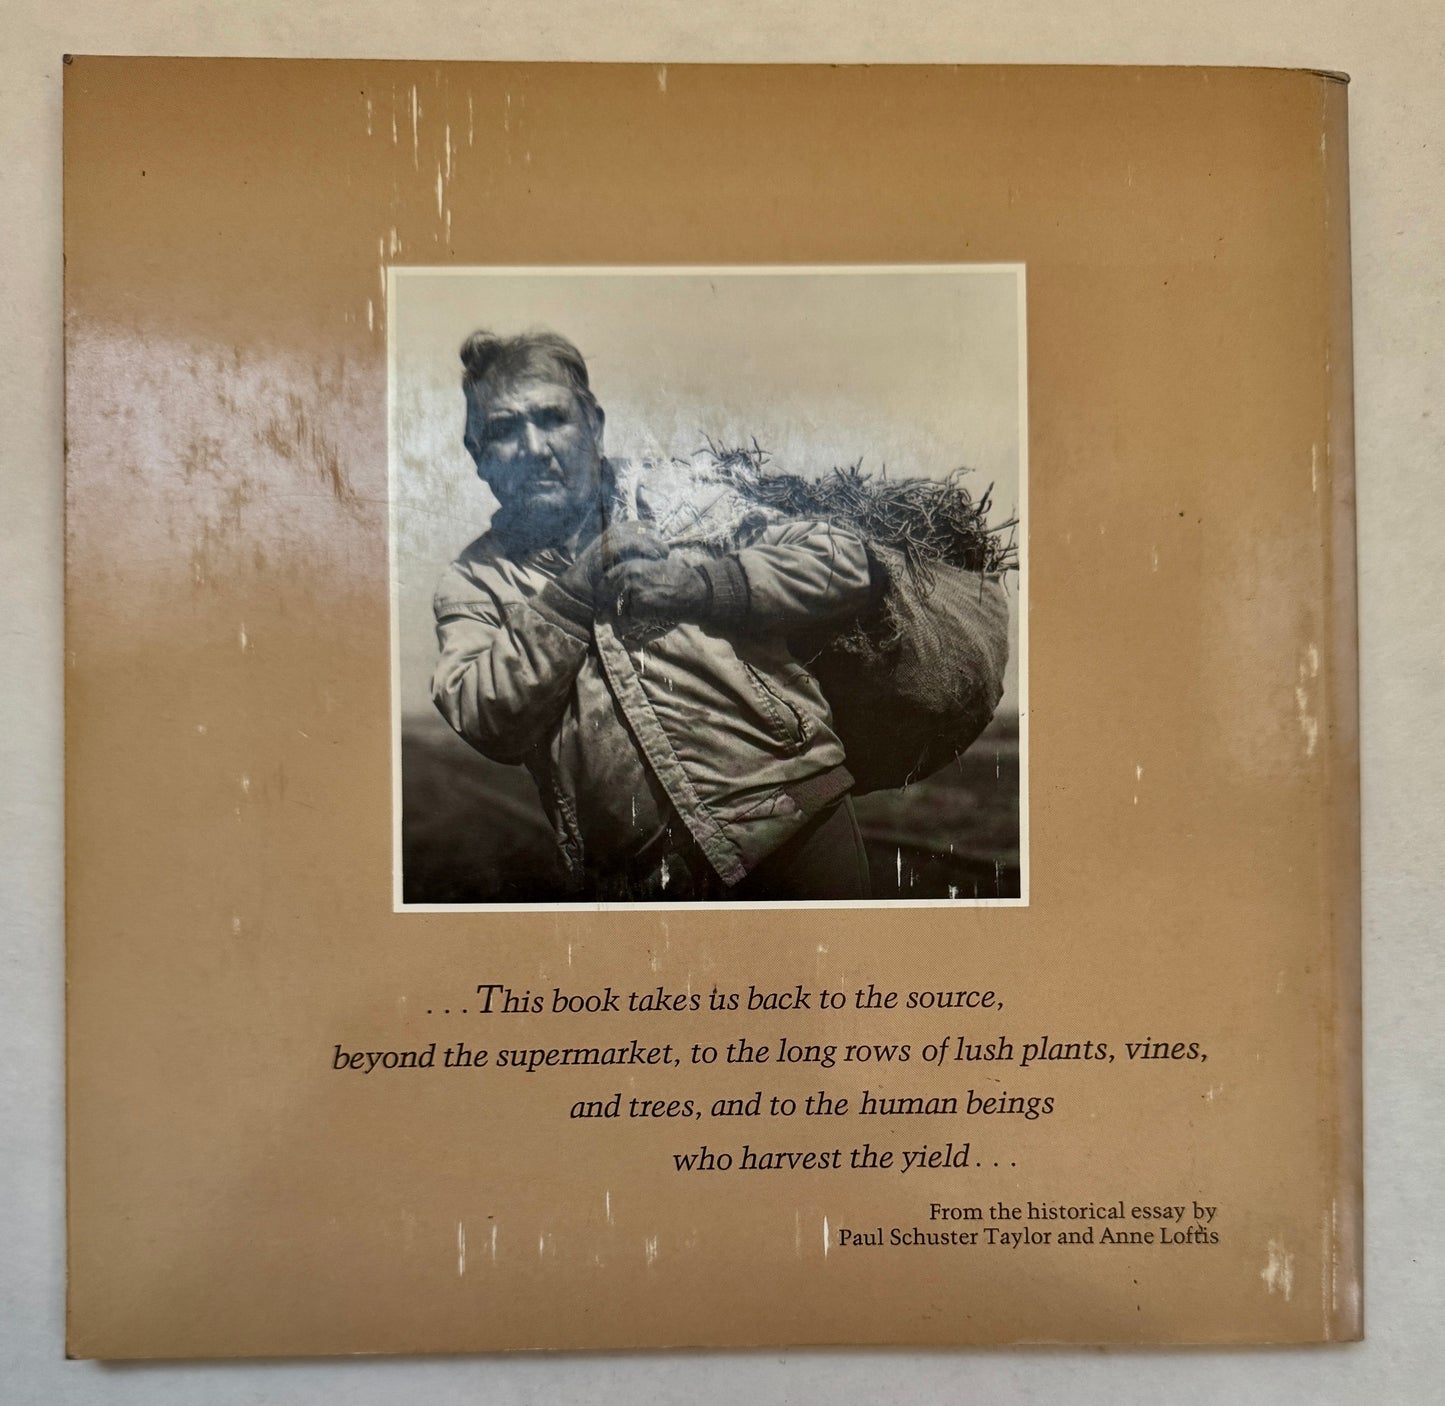 . . . This book takes us back to the source,
beyond the supermarket, to the long rows of lush plants, vines,
and trees, and to the human beings
who harvest the yield . . .
From the historical essay by
Paul Schuster Taylor and Anne Loftis